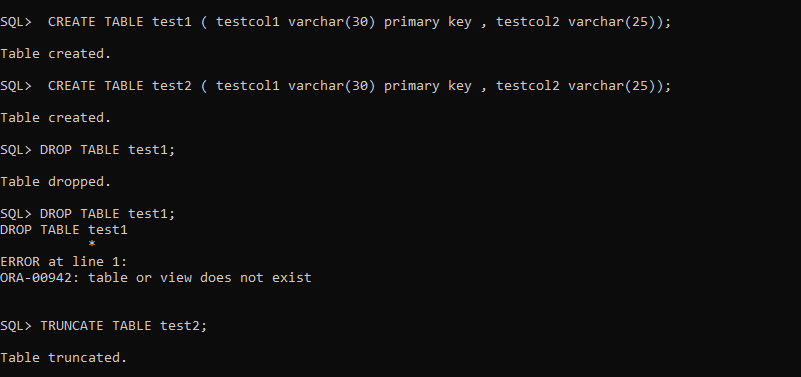 SQL>  CREATE TABLE test1 ( testcol1 varchar(30) primary key , testcol2 varchar(25));
Table created.
SQL>  CREATE TABLE test2 ( testcol1 varchar(30) primary key , testcol2 varchar(25));
Table created.
SQL> DROP TABLE test1;
Table dropped.
SQL> DROP TABLE test1;
DROP TABLE test1
           *
ERROR at line 1:
ORA-00942: table or view does not exist
SQL> TRUNCATE TABLE test2;
Table truncated.